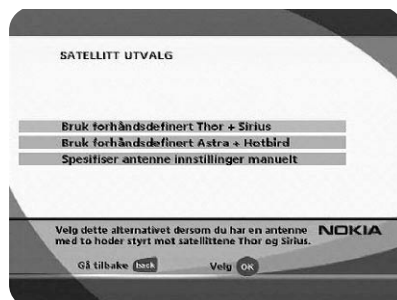 SATELLITT UTVALG
Bruk forhåndsdefinert Thor + Sirius
Bruk forhåndsdefinert Astra + Hotbird
Spesifiser antenne innstillinger manuelt
Velg dette alternativet dersom du har en antenne NOKIA
med to hoder styrt mot satellittene Thor og Sirius.
Gå tilbake back Velg OK